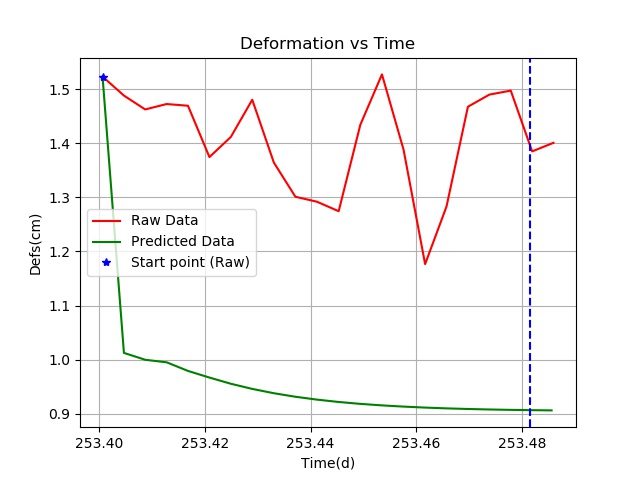 Deformation vs Time
1.5
1.4
1.3
1.2
1.1
1.0
0.9
Defs(cm)
Raw Data
Predicted Data
Start point (Raw)
253.40 253.42 253.44 253.46 253.48
Time(d)